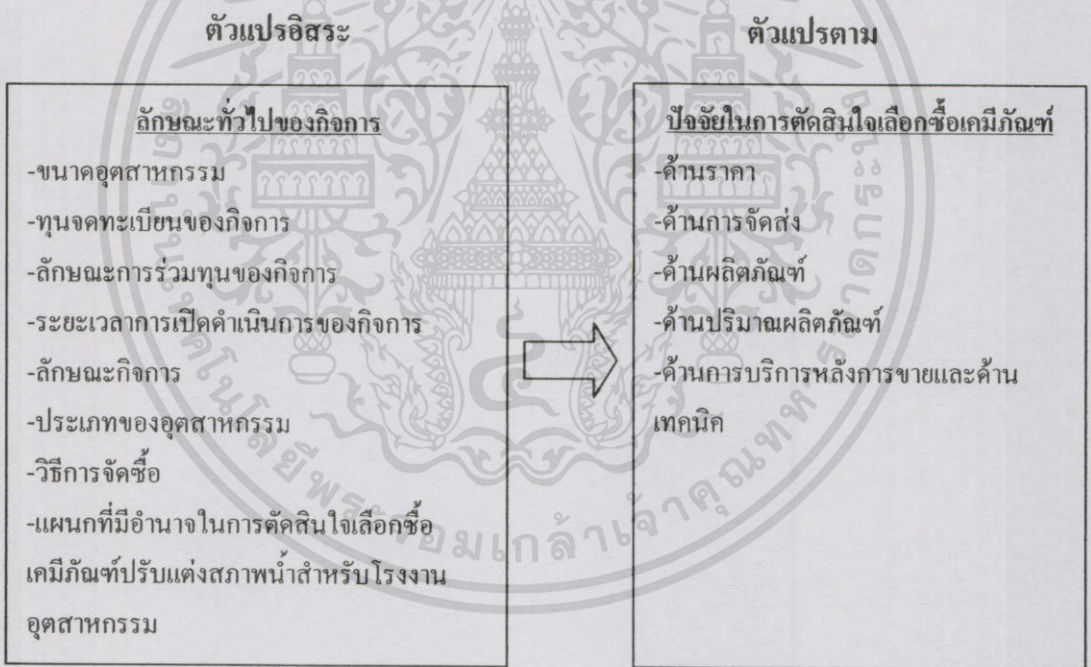 ตัวแปรอิสระ
ตัวแปรตาม
ลักษณะทั่วไปของกิจการ
-ขนาดอุตสาหกรรม
-ทุนจดทะเบียนของกิจการ
-ลักษณะการร่วมทุนของกิจการ
-ระยะเวลาการเปิดดำเนินการของกิจการ
-ลักษณะกิจการ
-ประเภทของอุตสาหกรรม
-วิธีการจัดซื้อ
-แผนกที่มีอำนาจในการตัดสินใจเลือกซื้อ
เคมีภัณฑ์ปรับแต่งสภาพน้ำสำหรับโรงงาน
อุตสาหกรรม
ปัจจัยในการตัดสินใจเลือกซื้อเคมีภัณฑ์
-ด้านราคา
-ด้านการจัดส่ง
-ด้านผลิตภัณฑ์
-ด้านปริมาณผลิตภัณฑ์
-ด้านการบริการหลังการขายและด้าน
เทคนิค